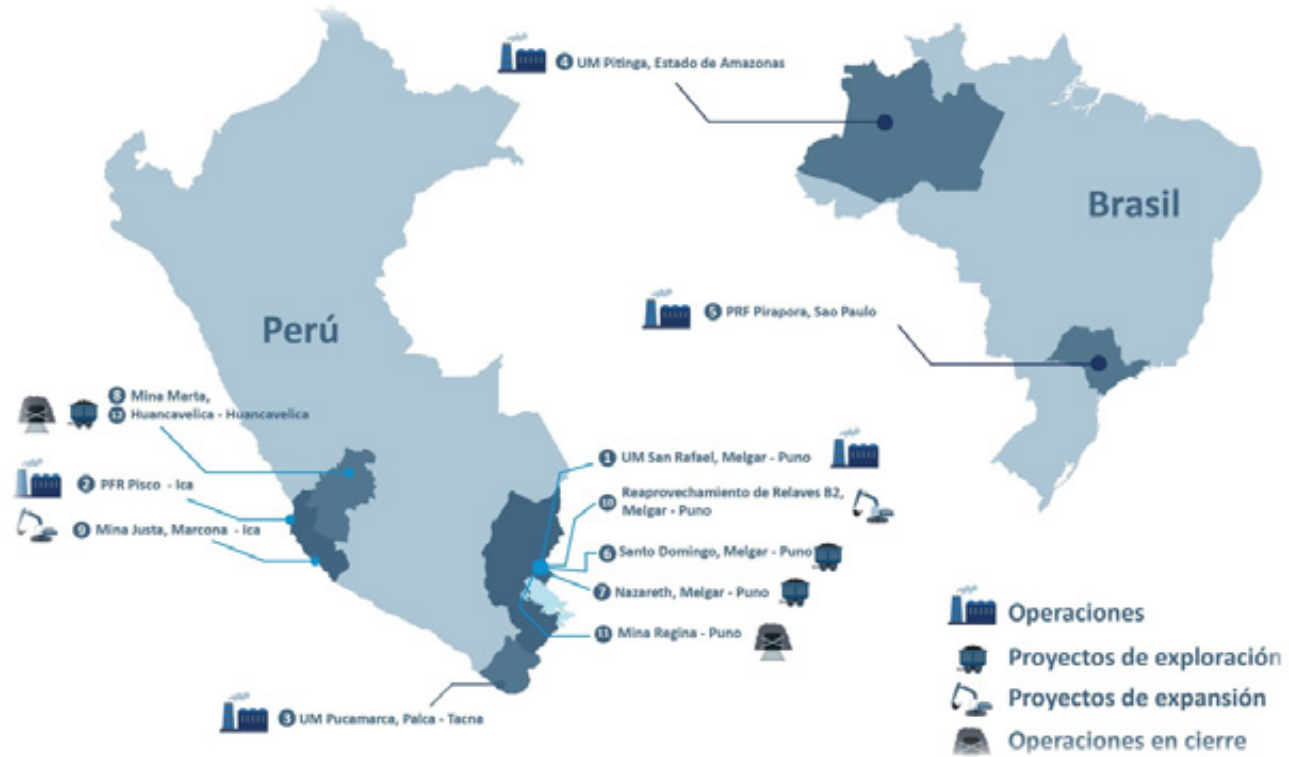 4 UM Pitinga, Estado de Amazonas
Brasil
5 PRF Pirapora, Sao Paulo
Perú
8 Mina Marta,
12 Huancavelica - Huancavelica
2 PFR Pisco - Ica
9 Mina Justa, Marcona - Ica
1 UM San Rafael, Melgar - Puno
10 Reaprovechamiento de Relaves B2,
Melgar - Puno
6 Santo Domingo, Melgar - Puno
7 Nazareth, Melgar - Puno
11 Mina Regina - Puno
3 UM Pucamarca, Palca - Tacna
Operaciones
Proyectos de exploración
Proyectos de expansión
Operaciones en cierre